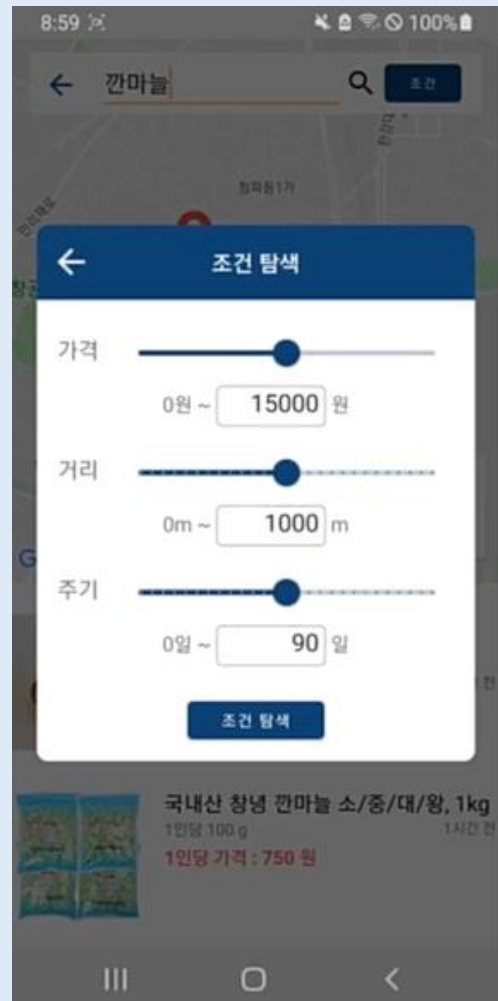 8:59
100%
깐마늘
조건
청파동1가
조건 탐색
가격
0원 ~ 15000 원
거리
0m ~ 1000 m
주기
0일 ~ 90 일
조건 탐색
국내산 창녕 깐마늘 소/중/대/왕, 1kg
1인당 100 g
1시간 전
1인당 가격 : 750 원